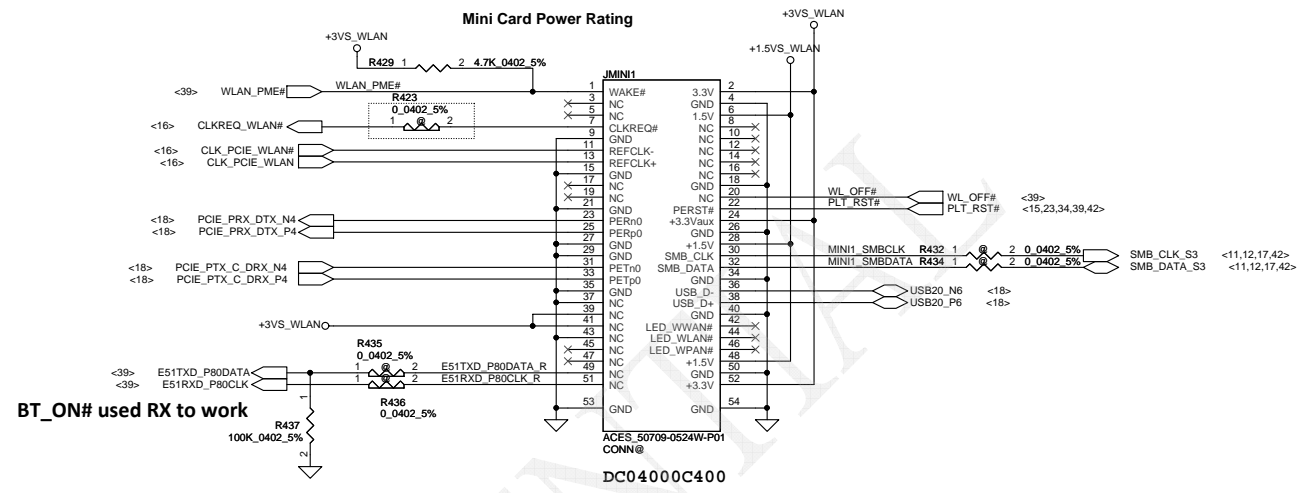 Mini Card Power Rating
+3VS_WLAN
+3VS_WLAN
+1.5VS_WLAN
R429 1 2 4.7K_0402_5%
JMINI1
<39> WLAN_PME# WLAN_PME# 1 WAKE# 3.3V 2
R423
3 NC GND 4
0_0402_5%
5 NC 1.5V 6
<16> CLKREQ_WLAN# 1 @ 2 7 CLKREQ# NC 8
9 GND NC 10
<16> CLK_PCIE_WLAN# 11 REFCLK- NC 12
<16> CLK_PCIE_WLAN 13 REFCLK+ NC 14
15 GND NC 16
17 NC GND 18
19 NC NC 20 WL_OFF# WL_OFF# <39>
21 GND PERST# 22 PLT_RST# PLT_RST# <15,23,34,39,42>
<18> PCIE_PRX_DTX_N4 23 PERn0 +3.3Vaux 24
<18> PCIE_PRX_DTX_P4 25 PERp0 GND 26
27 GND +1.5V 28
29 GND SMB_CLK 30 MINI1_SMBCLK R432 1 @ 2 0_0402_5% SMB_CLK_S3 <11,12,17,42>
<18> PCIE_PTX_C_DRX_N4 31 PETn0 SMB_DATA 32 MINI1_SMBDATA R434 1 @ 2 0_0402_5% SMB_DATA_S3 <11,12,17,42>
<18> PCIE_PTX_C_DRX_P4 33 PETp0 GND 34
35 GND USB_D- 36 USB20_N6 <18>
37 NC USB_D+ 38 USB20_P6 <18>
39 NC GND 40
+3VS_WLAN 41 NC LED_WWAN# 42
43 NC LED_WLAN# 44
R435
45 NC LED_WPAN# 46
0_0402_5%
47 NC +1.5V 48
<39> E51TXD_P80DATA 1 @ 2 E51TXD_P80DATA_R 49 NC GND 50
<39> E51RXD_P80CLK 1 @ 2 E51RXD_P80CLK_R 51 NC +3.3V 52
R436
0_0402_5%
53 GND GND 54
BT_ON# used RX to work
1
R437
100K_0402_5%
2
ACES_50709-0524W-P01
CONN@
DC04000C400